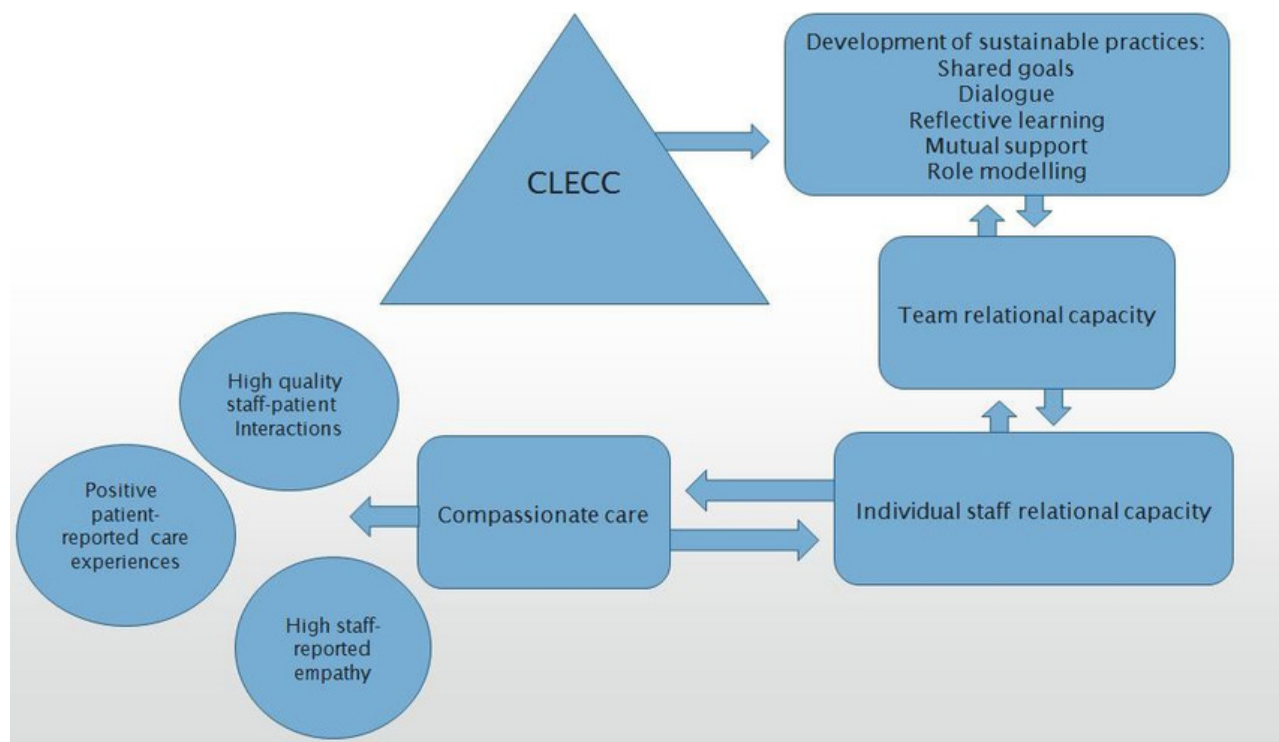 CLECC
Development of sustainable practices:
Shared goals
Dialogue
Reflective learning
Mutual support
Role modelling
Team relational capacity
Individual staff relational capacity
Compassionate care
High quality
staff-patient
Interactions
Positive
patient-
reported care
experiences
High staff-
reported
empathy